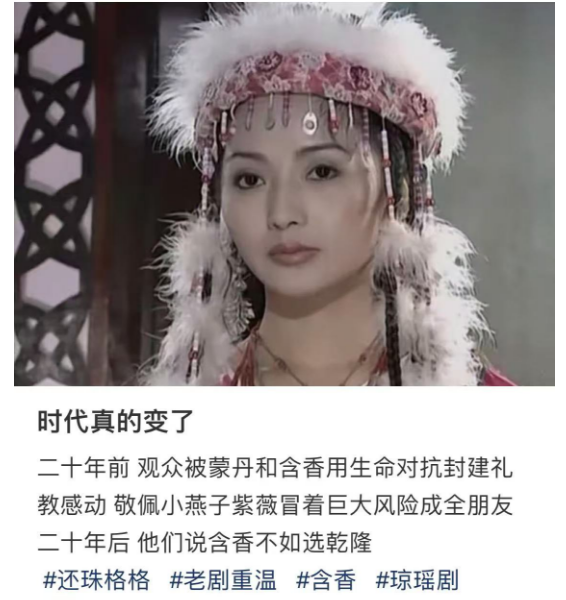 时代真的变了
二十年前 观众被蒙丹和含香用生命对抗封建礼
教感动 敬佩小燕子紫薇冒着巨大风险成全朋友
二十年后 他们说含香不如选乾隆
#还珠格格 #老剧重温 #含香 #琼瑶剧